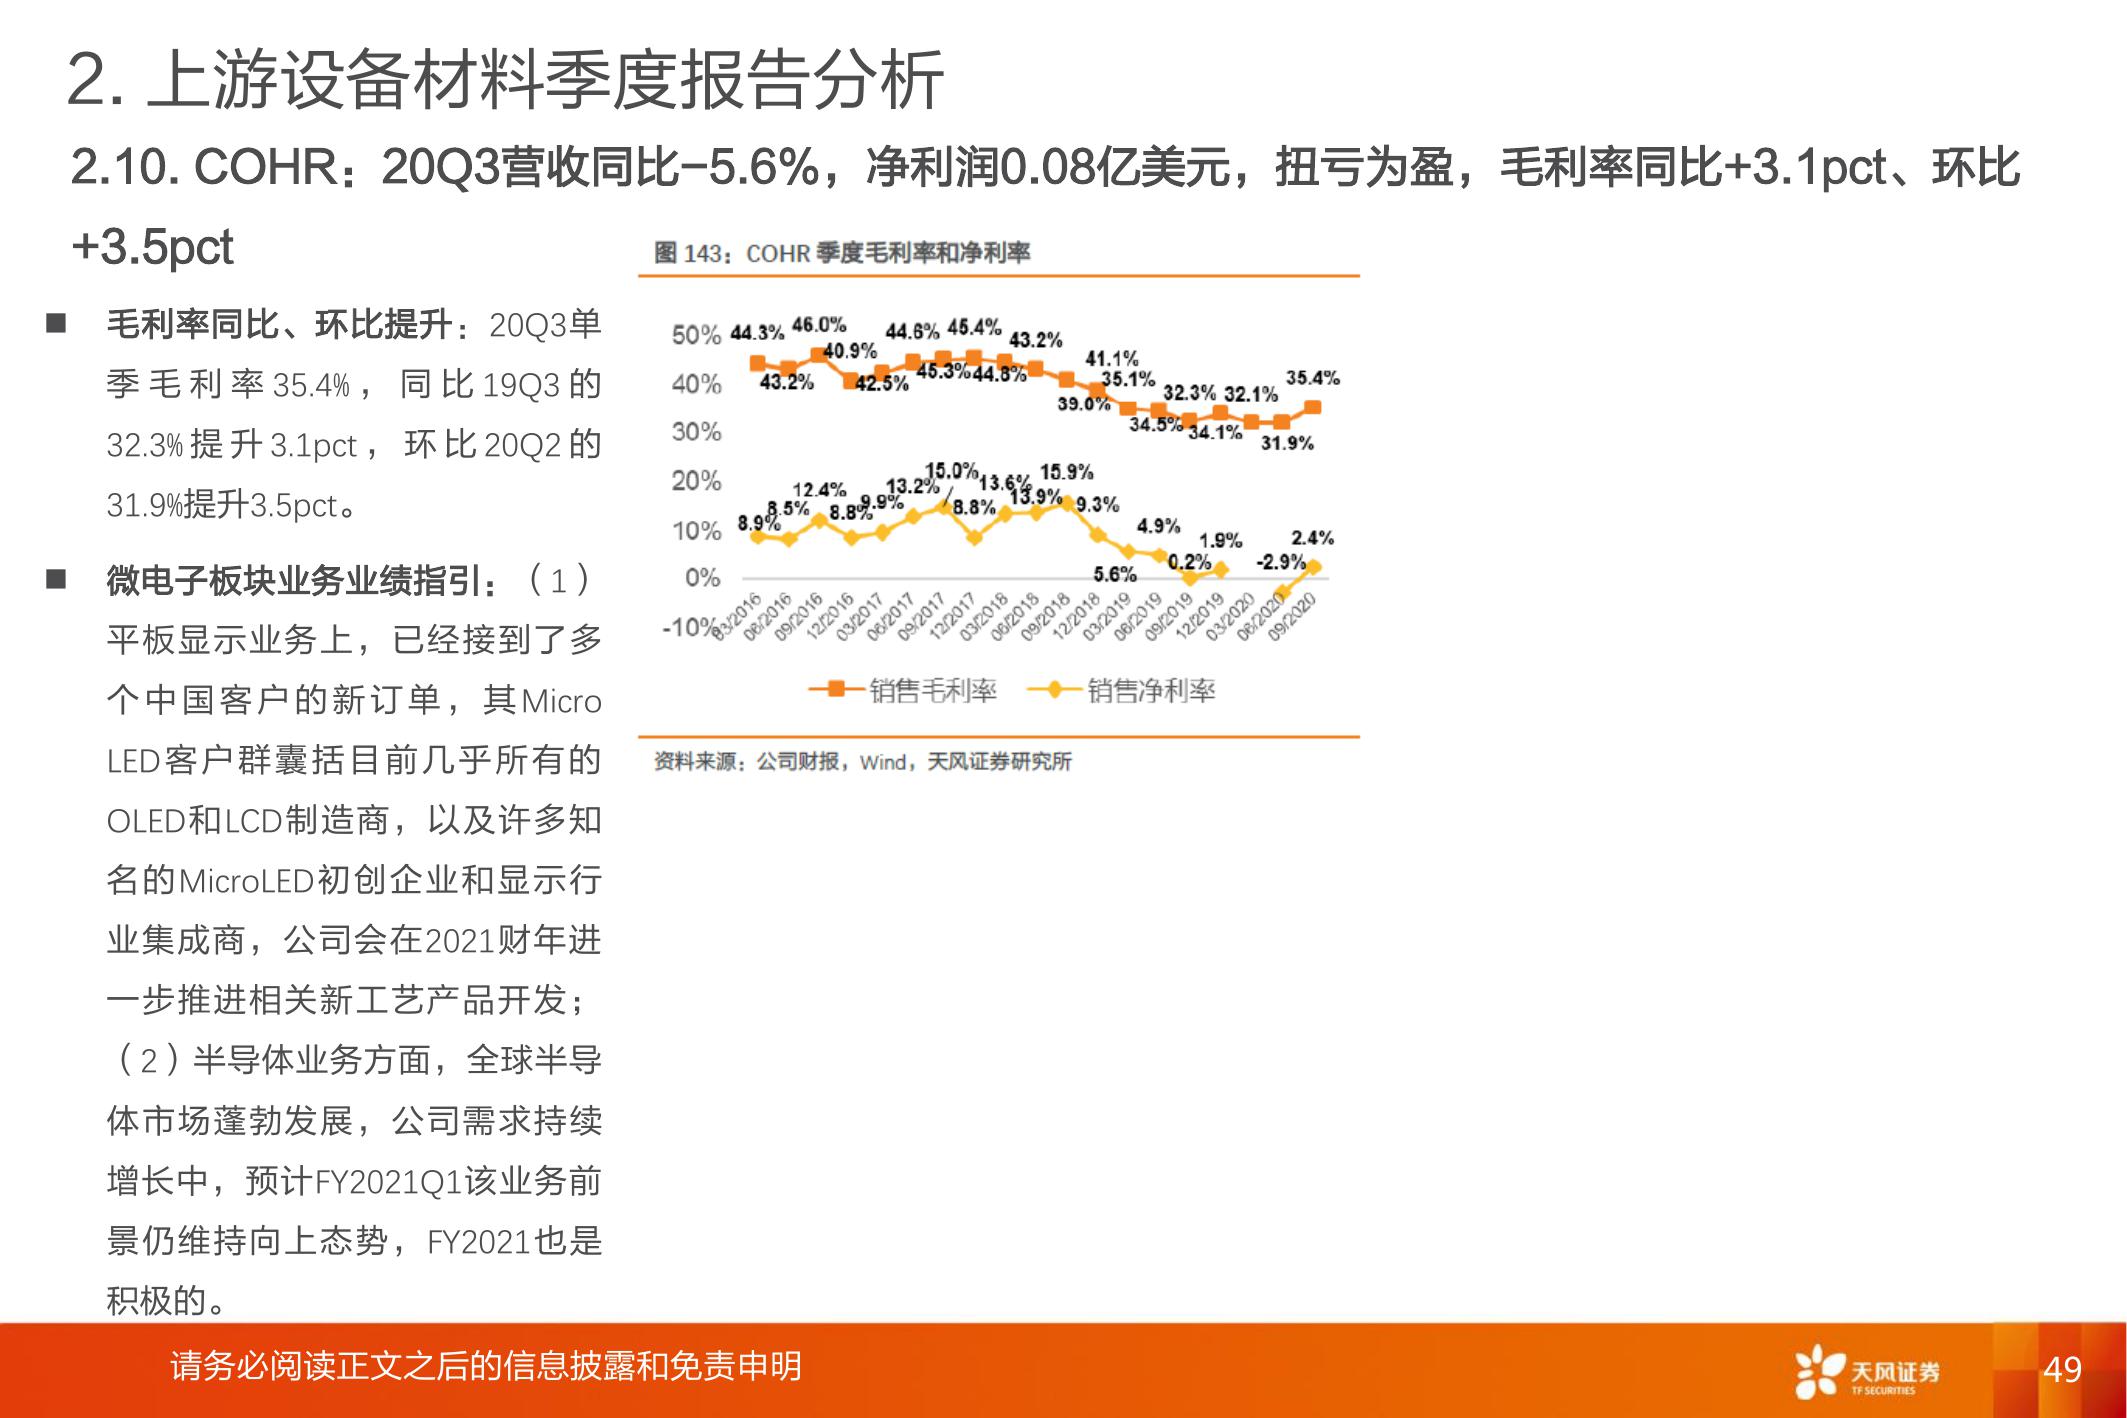 2. 上游设备材料季度报告分析
2.10. COHR：20Q3营收同比-5.6%，净利润0.08亿美元，扭亏为盈，毛利率同比+3.1pct、环比
+3.5pct
■ 毛利率同比、环比提升：20Q3单
季毛利率35.4%，同比19Q3的
32.3%提升3.1pct，环比20Q2的
31.9%提升3.5pct。
■ 微电子板块业务业绩指引：（1）
平板显示业务上，已经接到了多
个中国客户的新订单，其Micro
LED客户群囊括目前几乎所有的
OLED和LCD制造商，以及许多知
名的MicroLED初创企业和显示行
业集成商，公司会在2021财年进
一步推进相关新工艺产品开发；
（2）半导体业务方面，全球半导
体市场蓬勃发展，公司需求持续
增长中，预计FY2021Q1该业务前
景仍维持向上态势，FY2021也是
积极的。
图 143：COHR 季度毛利率和净利率
50%
40%
30%
20%
10%
0%
-10%
44.3% 43.2% 46.0% 40.9% 42.5% 44.6% 45.3% 45.4% 44.8% 43.2% 41.1% 39.0% 35.1% 34.5% 32.3% 34.1% 32.1% 31.9% 35.4%
8.9% 8.5% 12.4% 8.8% 9.9% 13.2% 15.0% 8.8% 13.6% 13.9% 15.9% 9.3% 5.6% 4.9% 0.2% 1.9% -2.9% 2.4%
03/2016 06/2016 09/2016 12/2016 03/2017 06/2017 09/2017 12/2017 03/2018 06/2018 09/2018 12/2018 03/2019 06/2019 09/2019 12/2019 03/2020 06/2020 09/2020
销售毛利率 销售净利率
资料来源：公司财报，Wind，天风证券研究所
请务必阅读正文之后的信息披露和免责申明
天风证券
TF SECURITIES
49